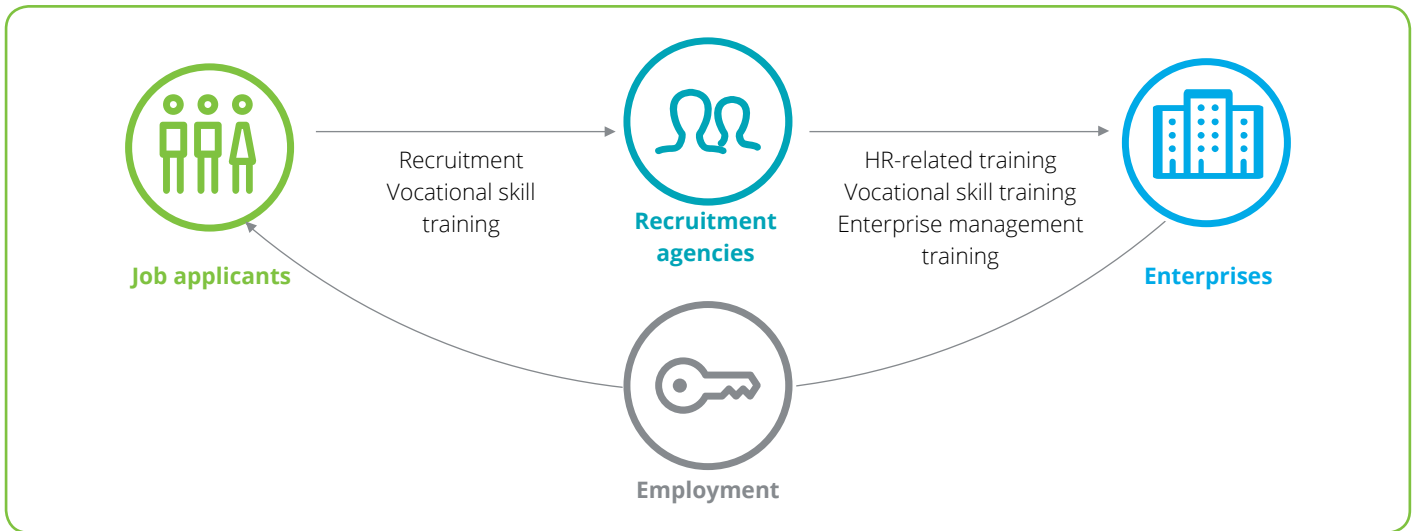 Recruitment
Vocational skill
training
HR-related training
Vocational skill training
Enterprise management
training
Recruitment
agencies
Job applicants
Enterprises
Employment